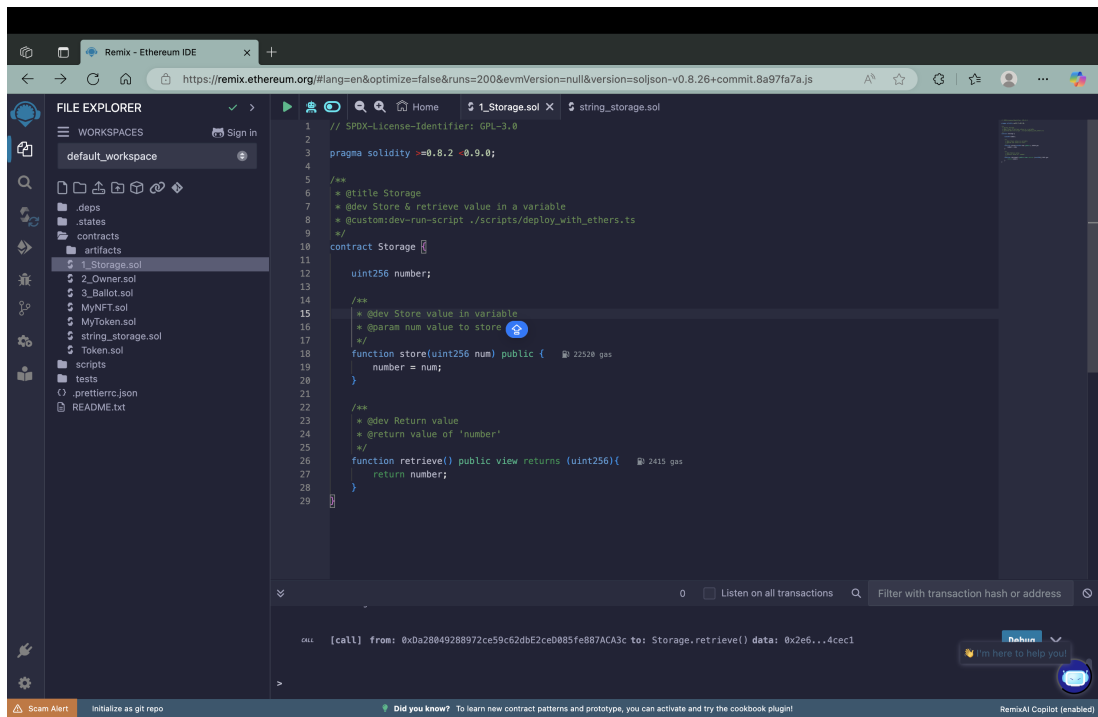 Remix - Ethereum IDE
https://remix.ethereum.org/#lang=en&optimize=false&runs=200&evmVersion=null&version=soljson-v0.8.26+commit.8a97fa7a.js
FILE EXPLORER
WORKSPACES
Sign in
default_workspace
.deps
.states
contracts
artifacts
1_Storage.sol
2_Owner.sol
3_Ballot.sol
MyNFT.sol
MyToken.sol
string_storage.sol
Token.sol
scripts
tests
.prettierrc.json
README.txt
Home
1_Storage.sol
string_storage.sol
1 // SPDX-License-Identifier: GPL-3.0
2
3 pragma solidity >=0.8.2 <0.9.0;
4
5 /**
6 * @title Storage
7 * @dev Store & retrieve value in a variable
8 * @custom:dev-run-script ./scripts/deploy_with_ethers.ts
9 */
10 contract Storage {
11
12 uint256 number;
13
14 /**
15 * @dev Store value in variable
16 * @param num value to store
17 */
18 function store(uint256 num) public { 22520 gas
19 number = num;
20 }
21
22 /**
23 * @dev Return value
24 * @return value of 'number'
25 */
26 function retrieve() public view returns (uint256){ 2415 gas
27 return number;
28 }
29 }
0 Listen on all transactions Filter with transaction hash or address
CALL [call] from: 0xDa28049288972ce59c62dbE2ceD085fe887ACA3c to: Storage.retrieve() data: 0x2e6...4cec1
Debug
👋 I'm here to help you!
>
Scam Alert Initialize as git repo Did you know? To learn new contract patterns and prototype, you can activate and try the cookbook plugin! RemixAI Copilot (enabled)